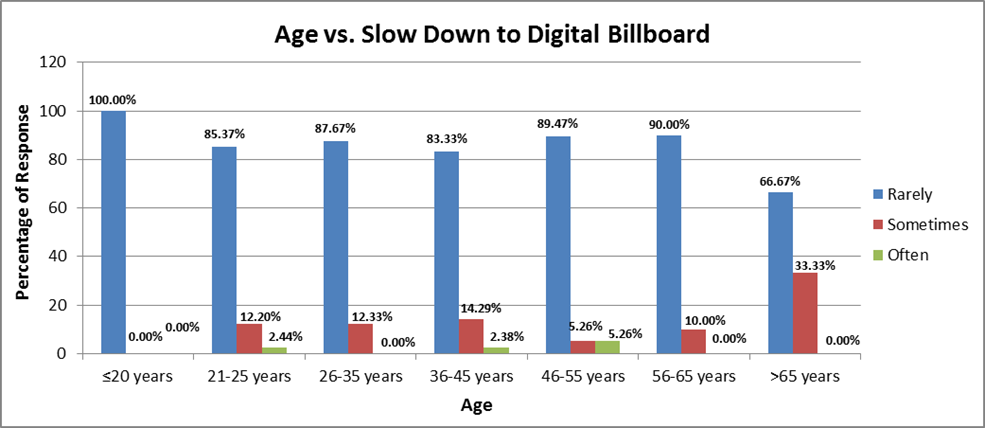 Age vs. Slow Down to Digital Billboard
Percentage of Response
120
100
80
60
40
20
0
100.00%
0.00%
0.00%
85.37%
12.20%
2.44%
87.67%
12.33%
0.00%
83.33%
14.29%
2.38%
89.47%
5.26%
5.26%
90.00%
10.00%
0.00%
66.67%
33.33%
0.00%
≤20 years
21-25 years
26-35 years
36-45 years
46-55 years
56-65 years
>65 years
Age
Rarely
Sometimes
Often